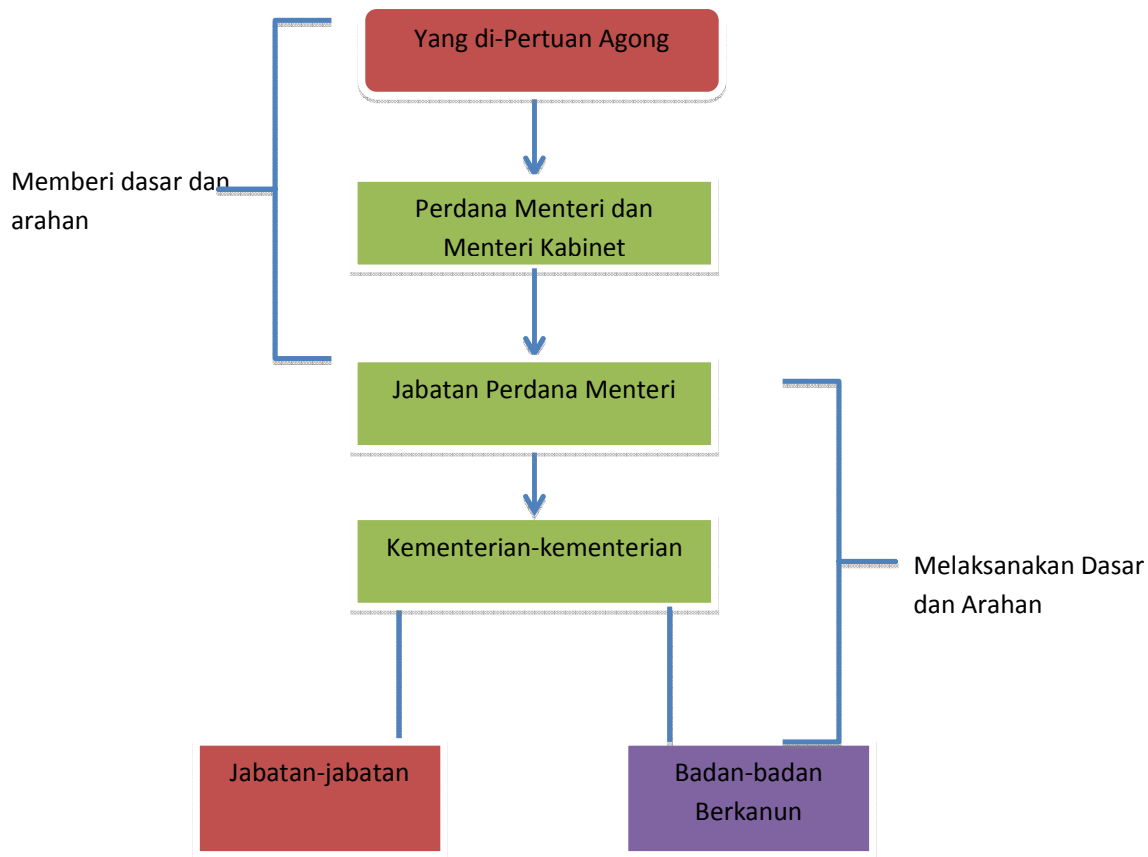 Yang di-Pertuan Agong
Memberi dasar dan
arahan
Perdana Menteri dan
Menteri Kabinet
Jabatan Perdana Menteri
Kementerian-kementerian
Melaksanakan Dasar
dan Arahan
Jabatan-jabatan
Badan-badan
Berkanun